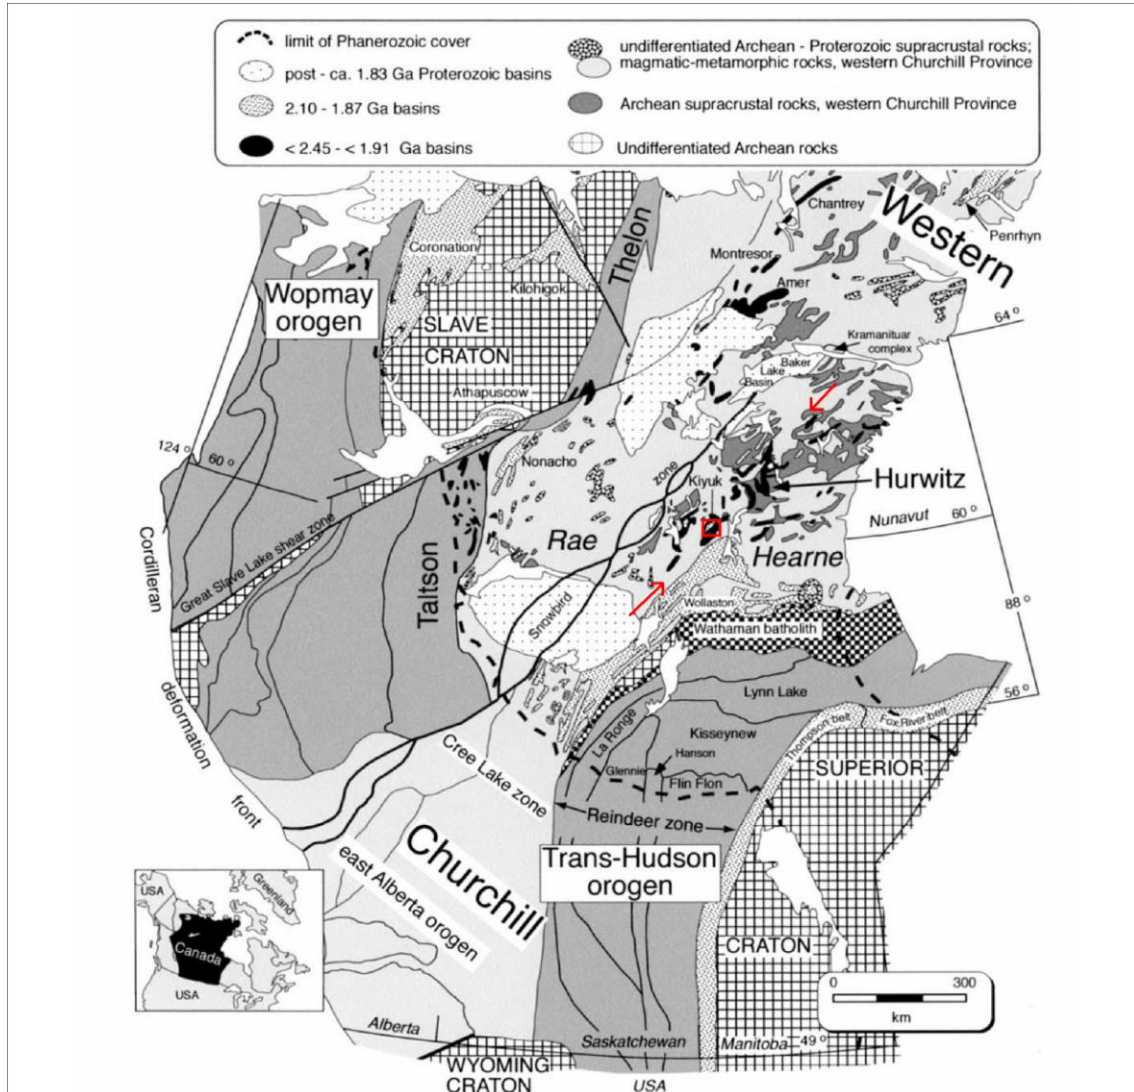 limit of Phanerozoic cover
post - ca. 1.83 Ga Proterozoic basins
2.10 - 1.87 Ga basins
< 2.45 - < 1.91 Ga basins
undifferentiated Archean - Proterozoic supracrustal rocks;
magmatic-metamorphic rocks, western Churchill Province
Archean supracrustal rocks, western Churchill Province
Undifferentiated Archean rocks
Western
Chantrey
Penrhyn
Thelon
Coronation
Montresor
Kilohigok
Amer
Wopmay
orogen
SLAVE
CRATON
64 °
Kramanituar
complex
Baker
Lake
Basin
Athapuscow
124 °
60 °
Nonacho
zone
Kiyuk
Hurwitz
Nunavut
60 °
Rae
Hearne
Cordilleran
Great Slave Lake shear zone
Taltson
Snowbird
Wollaston
88 °
Wathaman batholith
deformation
Lynn Lake
56 °
La Ronge
Kisseynew
Thompson belt
Fox River belt
Hanson
Glennie
Flin Flon
SUPERIOR
Cree Lake zone
front
Reindeer zone
Churchill
east Alberta orogen
Trans-Hudson
orogen
USA
Greenland
Canada
USA
CRATON
0 300
km
Alberta
Saskatchewan
Manitoba
49 °
WYOMING
CRATON
USA